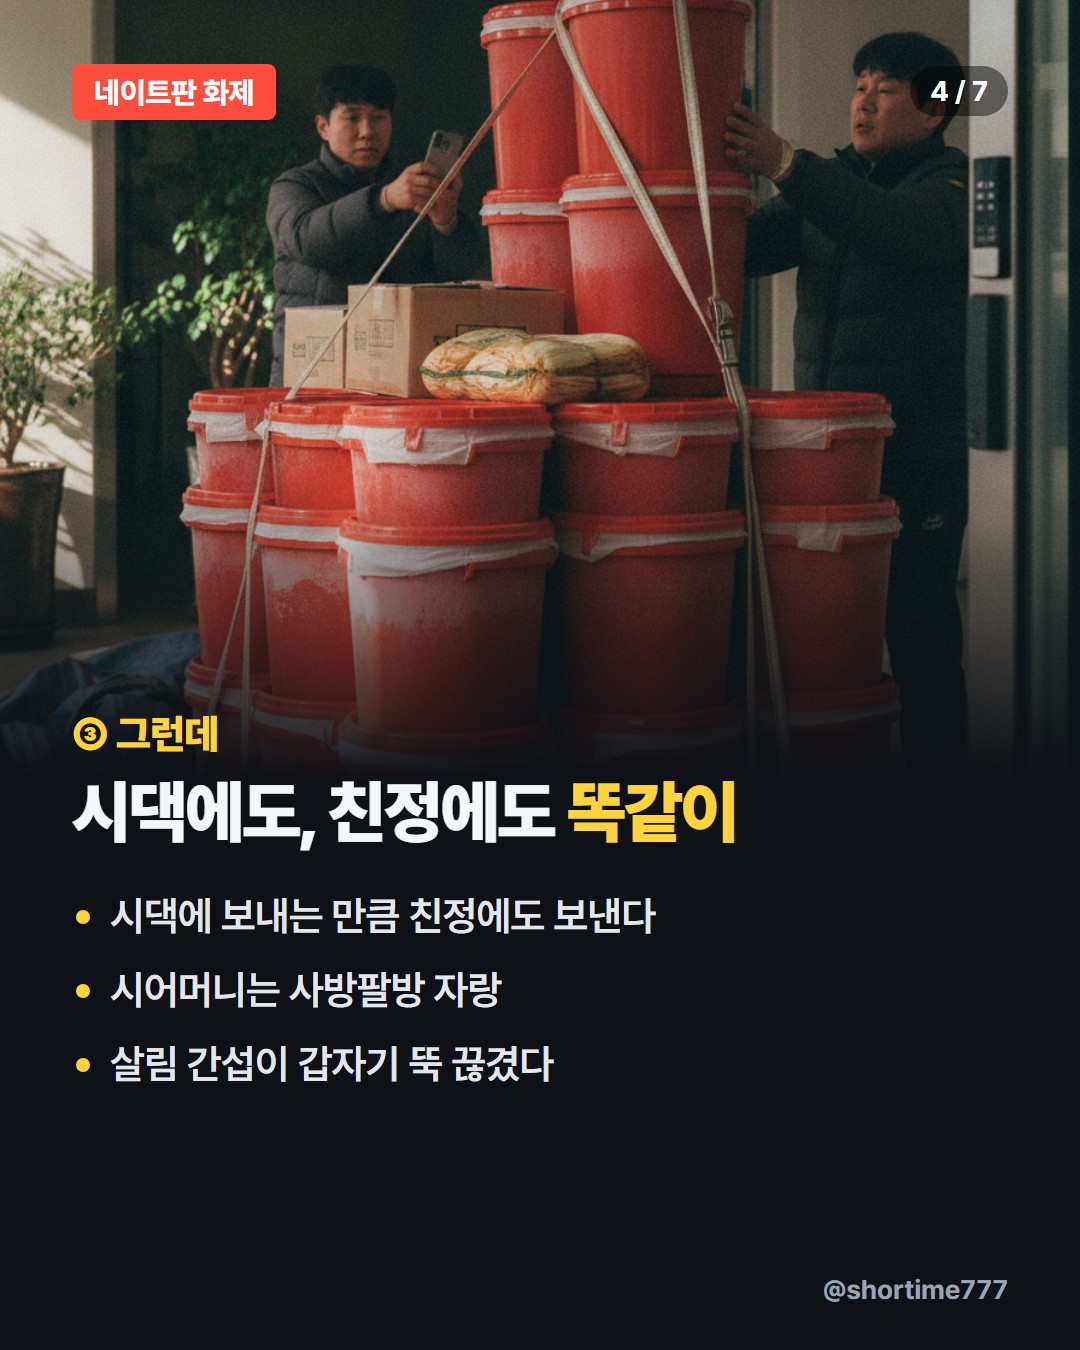 네이트판 화제
4 / 7
③ 그런데
시댁에도, 친정에도 똑같이
시댁에 보내는 만큼 친정에도 보낸다
시어머니는 사방팔방 자랑
살림 간섭이 갑자기 뚝 끊겼다
@shortime777